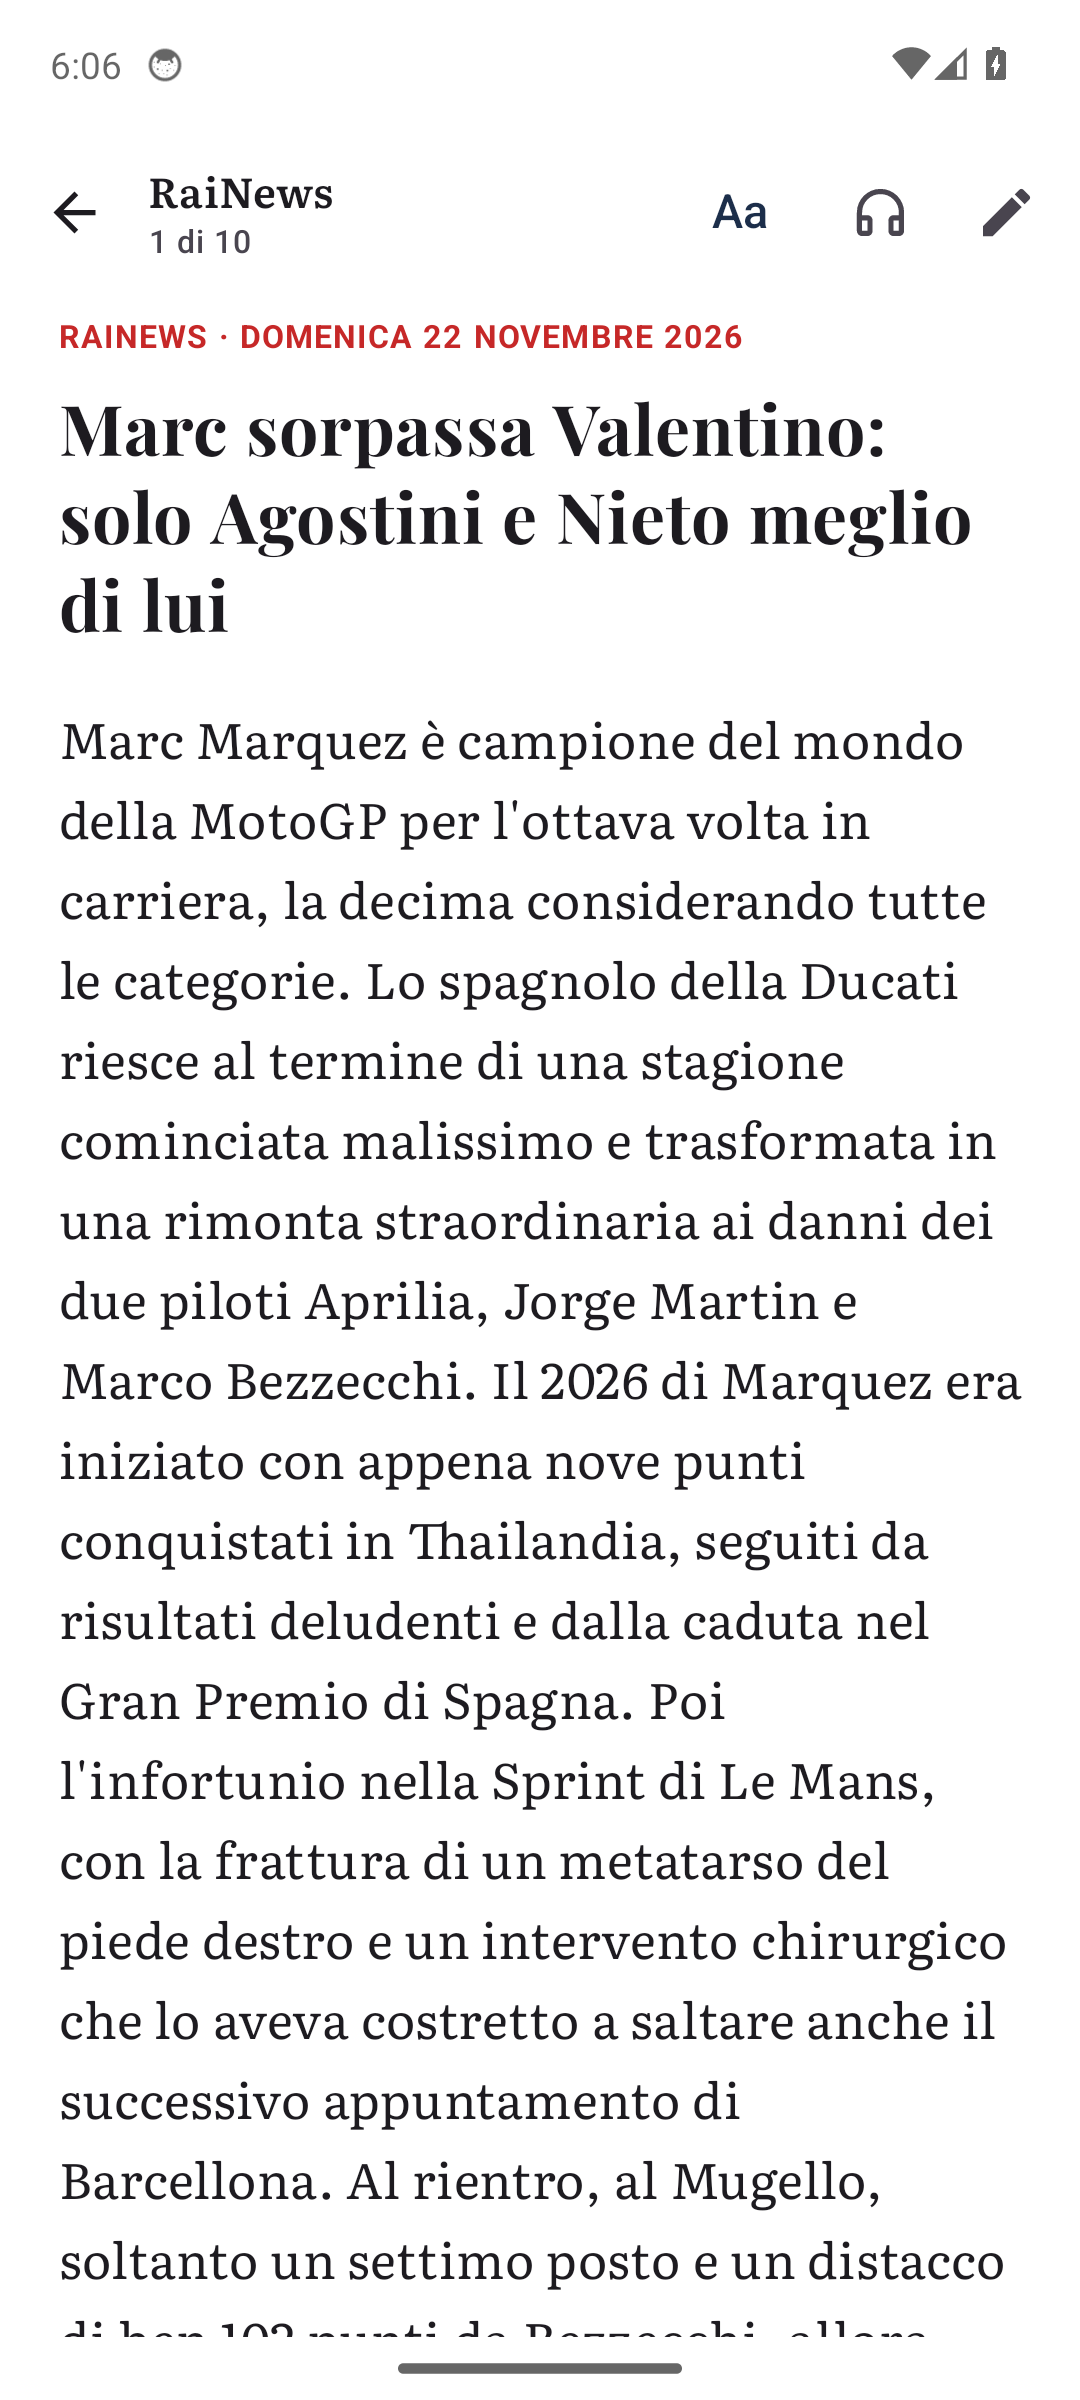 6:06
RaiNews
1 di 10
Aa
RAINEWS · DOMENICA 22 NOVEMBRE 2026
Marc sorpassa Valentino:
solo Agostini e Nieto meglio
di lui
Marc Marquez è campione del mondo
della MotoGP per l'ottava volta in
carriera, la decima considerando tutte
le categorie. Lo spagnolo della Ducati
riesce al termine di una stagione
cominciata malissimo e trasformata in
una rimonta straordinaria ai danni dei
due piloti Aprilia, Jorge Martin e
Marco Bezzecchi. Il 2026 di Marquez era
iniziato con appena nove punti
conquistati in Thailandia, seguiti da
risultati deludenti e dalla caduta nel
Gran Premio di Spagna. Poi
l'infortunio nella Sprint di Le Mans,
con la frattura di un metatarso del
piede destro e un intervento chirurgico
che lo aveva costretto a saltare anche il
successivo appuntamento di
Barcellona. Al rientro, al Mugello,
soltanto un settimo posto e un distacco
di ben punti da Bezzecchi, allora